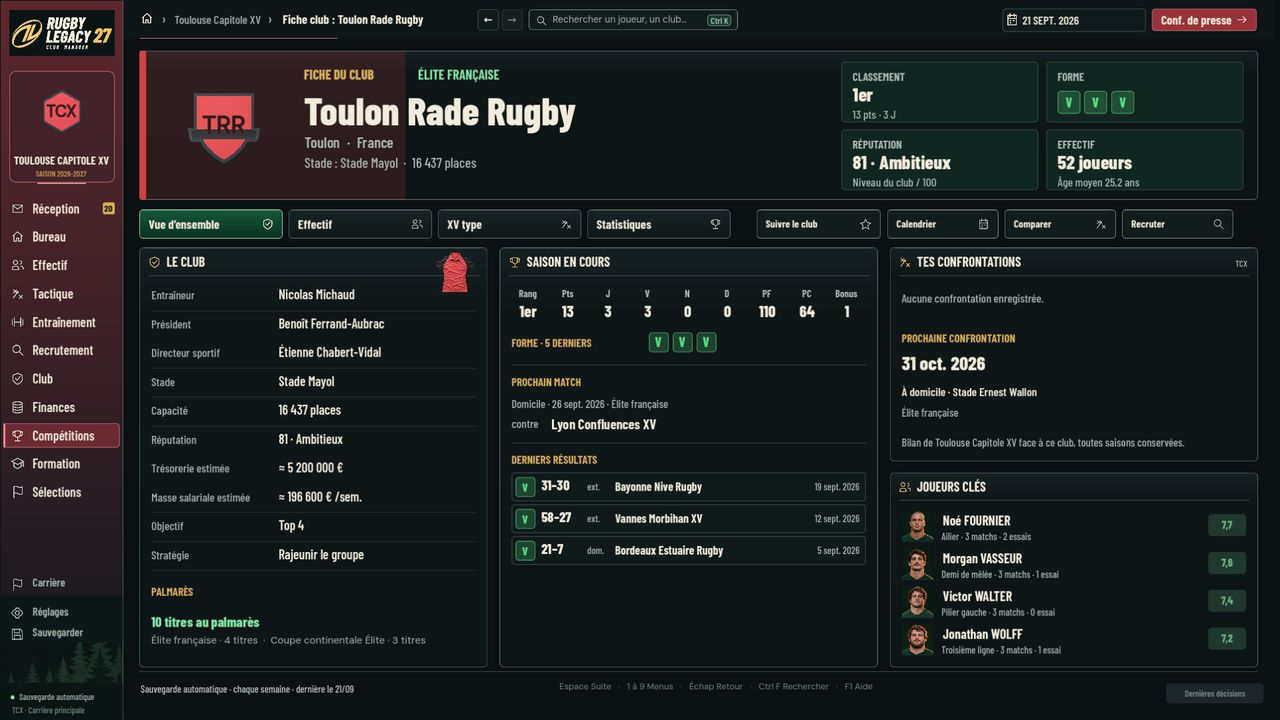 RUGBY
LEGACY 27
CLUB MANAGER
Toulouse Capitole XV
Fiche club : Toulon Rade Rugby
Rechercher un joueur, un club...
Ctrl K
21 SEPT. 2026
Conf. de presse
TCX
TOULOUSE CAPITOLE XV
SAISON 2026-2027
Réception
20
Bureau
Effectif
Tactique
Entraînement
Recrutement
Club
Finances
Compétitions
Formation
Sélections
Carrière
Réglages
Sauvegarder
Sauvegarde automatique
TCX · Carrière principale
TRR
FICHE DU CLUB
ÉLITE FRANÇAISE
Toulon Rade Rugby
Toulon · France
Stade : Stade Mayol · 16 437 places
CLASSEMENT
1er
13 pts · 3 J
FORME
V V V
RÉPUTATION
81 · Ambitieux
Niveau du club / 100
EFFECTIF
52 joueurs
Âge moyen 25,2 ans
Vue d'ensemble
Effectif
XV type
Statistiques
Suivre le club
Calendrier
Comparer
Recruter
LE CLUB
Entraîneur Nicolas Michaud
Président Benoît Ferrand-Aubrac
Directeur sportif Étienne Chabert-Vidal
Stade Stade Mayol
Capacité 16 437 places
Réputation 81 · Ambitieux
Trésorerie estimée ≈ 5 200 000 €
Masse salariale estimée ≈ 196 600 € /sem.
Objectif Top 4
Stratégie Rajeunir le groupe
PALMARÈS
10 titres au palmarès
Élite française · 4 titres · Coupe continentale Élite · 3 titres
SAISON EN COURS
Rang Pts J V N D PF PC Bonus
1er 13 3 3 0 0 110 64 1
FORME · 5 DERNIERS V V V
PROCHAIN MATCH
Domicile · 26 sept. 2026 · Élite française
contre Lyon Confluences XV
DERNIERS RÉSULTATS
V 31-30 ext. Bayonne Nive Rugby 19 sept. 2026
V 58-27 ext. Vannes Morbihan XV 12 sept. 2026
V 21-7 dom. Bordeaux Estuaire Rugby 5 sept. 2026
TES CONFRONTATIONS
TCX
Aucune confrontation enregistrée.
PROCHAINE CONFRONTATION
31 oct. 2026
À domicile · Stade Ernest Wallon
Élite française
Bilan de Toulouse Capitole XV face à ce club, toutes saisons conservées.
JOUEURS CLÉS
Noé FOURNIER
Ailier · 3 matchs · 2 essais
7,7
Morgan VASSEUR
Demi de mêlée · 3 matchs · 1 essai
7,6
Victor WALTER
Pilier gauche · 3 matchs · 0 essai
7,4
Jonathan WOLFF
Troisième ligne · 3 matchs · 1 essai
7,2
Sauvegarde automatique · chaque semaine · dernière le 21/09
Espace Suite · 1 à 9 Menus · Échap Retour · Ctrl F Rechercher · F1 Aide
Dernières décisions